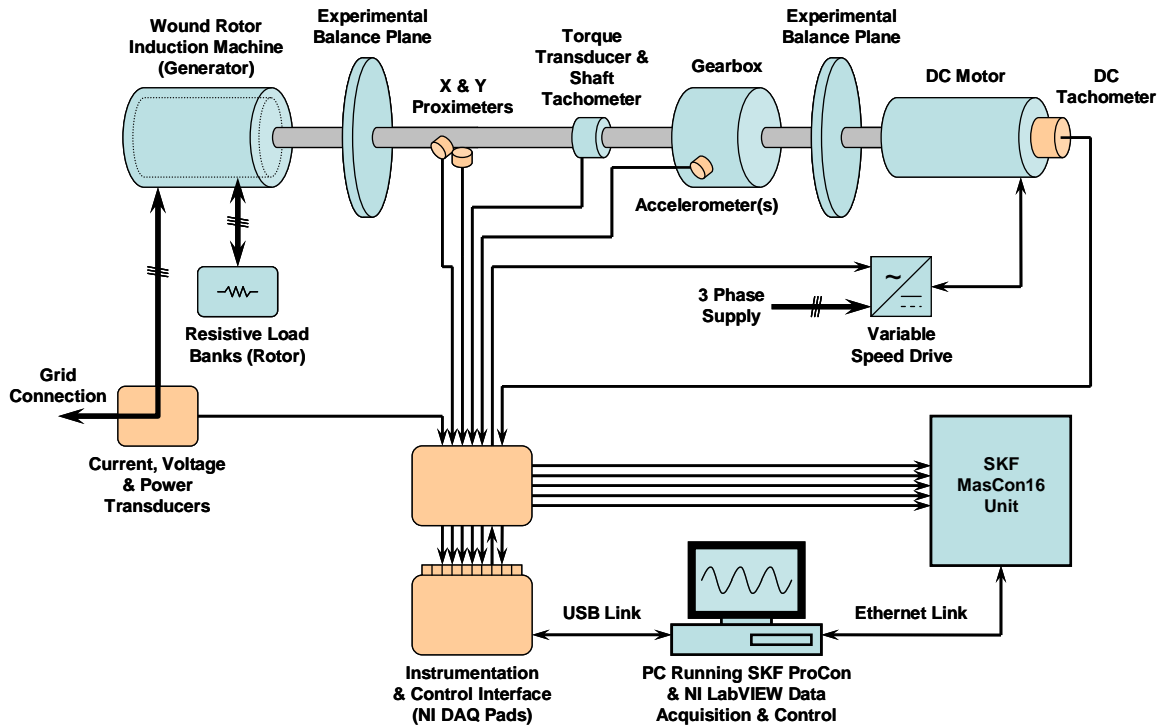 Wound Rotor
Induction Machine
(Generator)
Experimental
Balance Plane
X & Y
Proximeters
Torque
Transducer &
Shaft
Tachometer
Gearbox
Experimental
Balance Plane
DC Motor
DC
Tachometer
Accelerometer(s)
Resistive Load
Banks (Rotor)
3 Phase
Supply
~
Variable
Speed Drive
Grid
Connection
Current, Voltage
& Power
Transducers
SKF
MasCon16
Unit
USB Link
Ethernet Link
Instrumentation
& Control Interface
(NI DAQ Pads)
PC Running SKF ProCon
& NI LabVIEW Data
Acquisition & Control